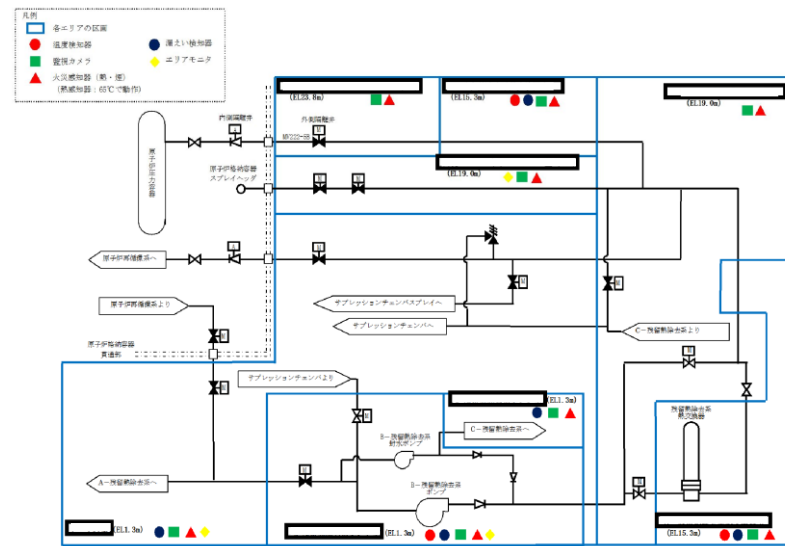 凡例
各エリアの区画
温度検知器
漏えい検知器
監視カメラ
エリアモニタ
火災感知器（熱・煙）
（熱感知器：65℃で動作）
(EL23.8m)
(EL15.3m)
(EL19.0m)
内側隔離弁
外側隔離弁
MV222-5B
原子炉圧力容器
原子炉格納容器
スプレイヘッダ
(EL19.0m)
原子炉再循環系へ
サプレッションチェンバスプレイへ
原子炉再循環系より
サプレッションチェンバへ
C－残留熱除去系より
原子炉格納容器
貫通部
サプレッションチェンバより
(EL1.3m)
残留熱除去系
熱交換器
B－残留熱除去系
封水ポンプ
C－残留熱除去系へ
A－残留熱除去系へ
B－残留熱除去系
ポンプ
(EL1.3m)
(EL1.3m)
(EL15.3m)